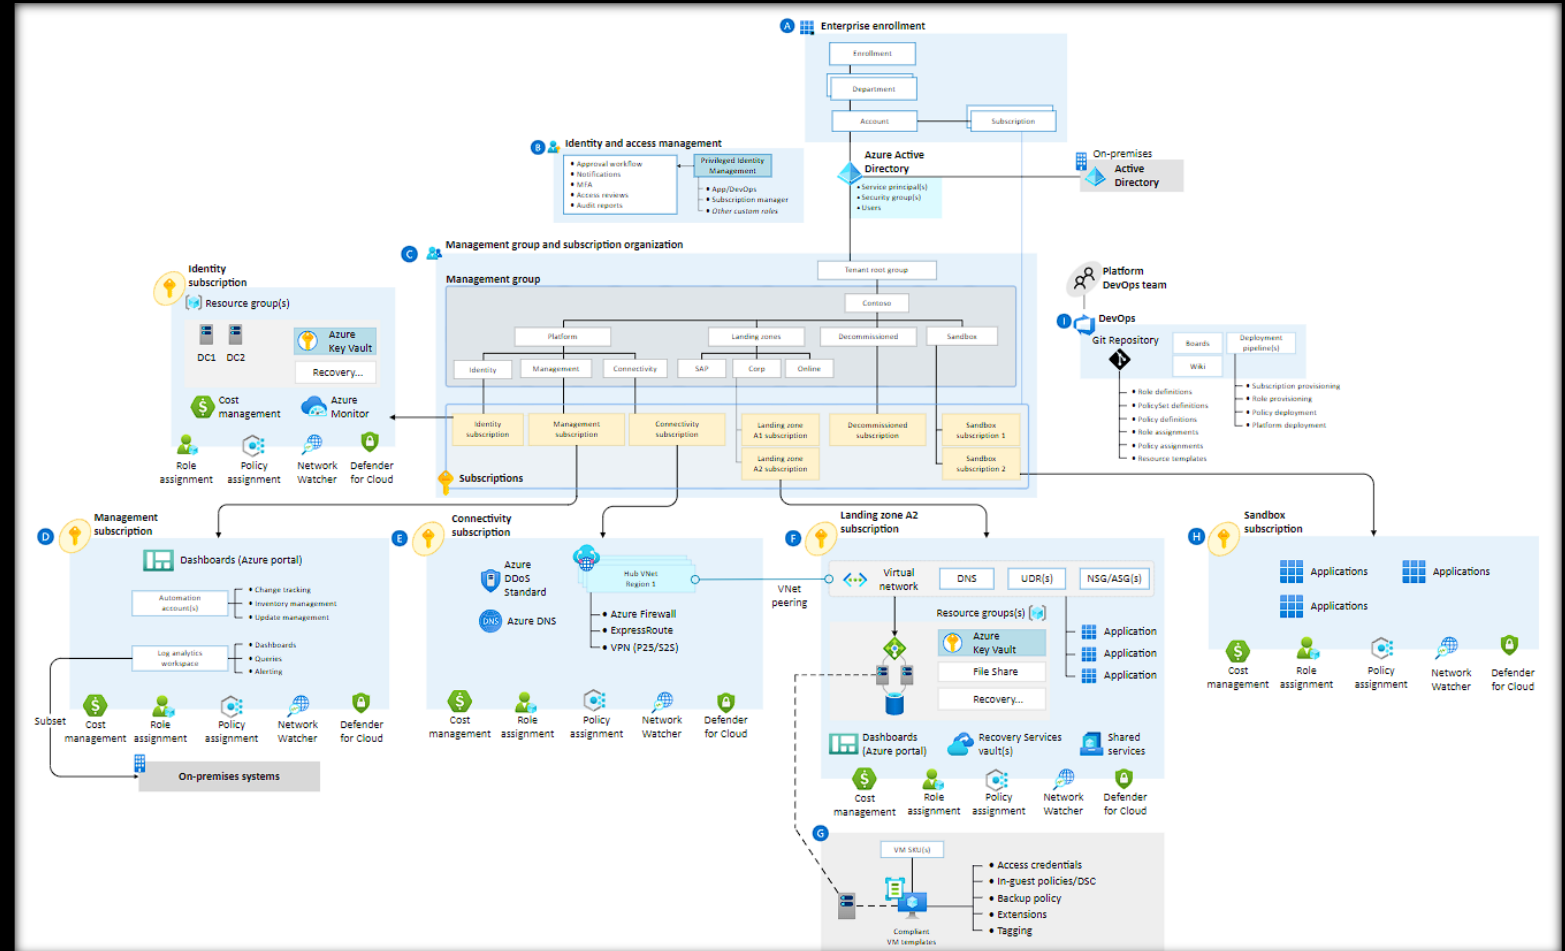 A
Enterprise enrollment
Enrollment
Department
Account
Subscription
B
Identity and access management
Approval workflow
Notifications
MFA
Access reviews
Audit reports
Privileged Identity
Management
App/DevOps
Subscription manager
Other custom roles
Azure Active
Directory
Service principal(s)
Security group(s)
Users
On-premises
Active
Directory
C
Management group and subscription organization
Management group
Tenant root group
Contoso
Platform
Landing zones
Decommissioned
Sandbox
Identity
Management
Connectivity
SAP
Corp
Online
Identity
subscription
Management
subscription
Connectivity
subscription
Landing zone
A1 subscription
Landing zone
A2 subscription
Decommissioned
subscription
Sandbox
subscription 1
Sandbox
subscription 2
Subscriptions
Identity
subscription
Resource group(s)
DC1
DC2
Azure
Key Vault
Recovery...
Cost
management
Azure
Monitor
Role
assignment
Policy
assignment
Network
Watcher
Defender
for Cloud
Platform
DevOps team
I
DevOps
Git Repository
Boards
Wiki
Deployment
pipeline(s)
Role definitions
PolicySet definitions
Policy definitions
Role assignments
Policy assignments
Resource templates
Subscription provisioning
Role provisioning
Policy deployment
Platform deployment
D
Management
subscription
Dashboards (Azure portal)
Automation
account(s)
Change tracking
Inventory management
Update management
Log analytics
workspace
Dashboards
Queries
Alerting
Subset
Cost
management
Role
assignment
Policy
assignment
Network
Watcher
Defender
for Cloud
On-premises systems
E
Connectivity
subscription
Azure
DDoS
Standard
DNS
Azure DNS
Hub VNet
Region 1
Azure Firewall
ExpressRoute
VPN (P2S/S2S)
VNet
peering
Cost
management
Role
assignment
Policy
assignment
Network
Watcher
Defender
for Cloud
F
Landing zone A2
subscription
Virtual
network
DNS
UDR(s)
NSG/ASG(s)
Resource groups(s)
Azure
Key Vault
File Share
Recovery...
Application
Application
Application
Dashboards
(Azure portal)
Recovery Services
vault(s)
Shared
services
Cost
management
Role
assignment
Policy
assignment
Network
Watcher
Defender
for Cloud
G
VM SKU(s)
Compliant
VM templates
Access credentials
In-guest policies/DSC
Backup policy
Extensions
Tagging
H
Sandbox
subscription
Applications
Applications
Applications
Cost
management
Role
assignment
Policy
assignment
Network
Watcher
Defender
for Cloud